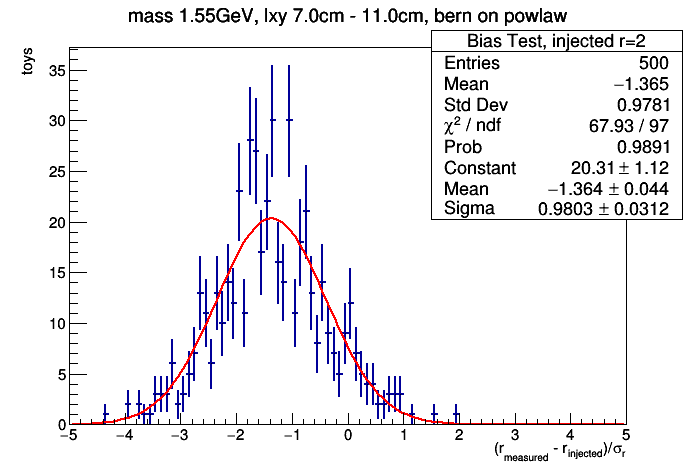 mass 1.55GeV, lxy 7.0cm - 11.0cm, bern on powlaw
Bias Test, injected r=2
Entries 500
Mean −1.365
Std Dev 0.9781
χ² / ndf 67.93 / 97
Prob 0.9891
Constant 20.31 ± 1.12
Mean −1.364 ± 0.044
Sigma 0.9803 ± 0.0312
toys
35
30
25
20
15
10
5
0
−5 −4 −3 −2 −1 0 1 2 3 4 5
(r_measured - r_injected)/σ_r